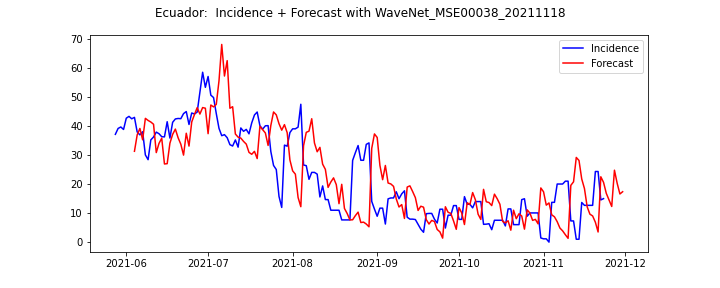 Ecuador:  Incidence + Forecast with WaveNet_MSE00038_20211118
70
60
50
40
30
20
10
0
Incidence
Forecast
2021-06 2021-07 2021-08 2021-09 2021-10 2021-11 2021-12